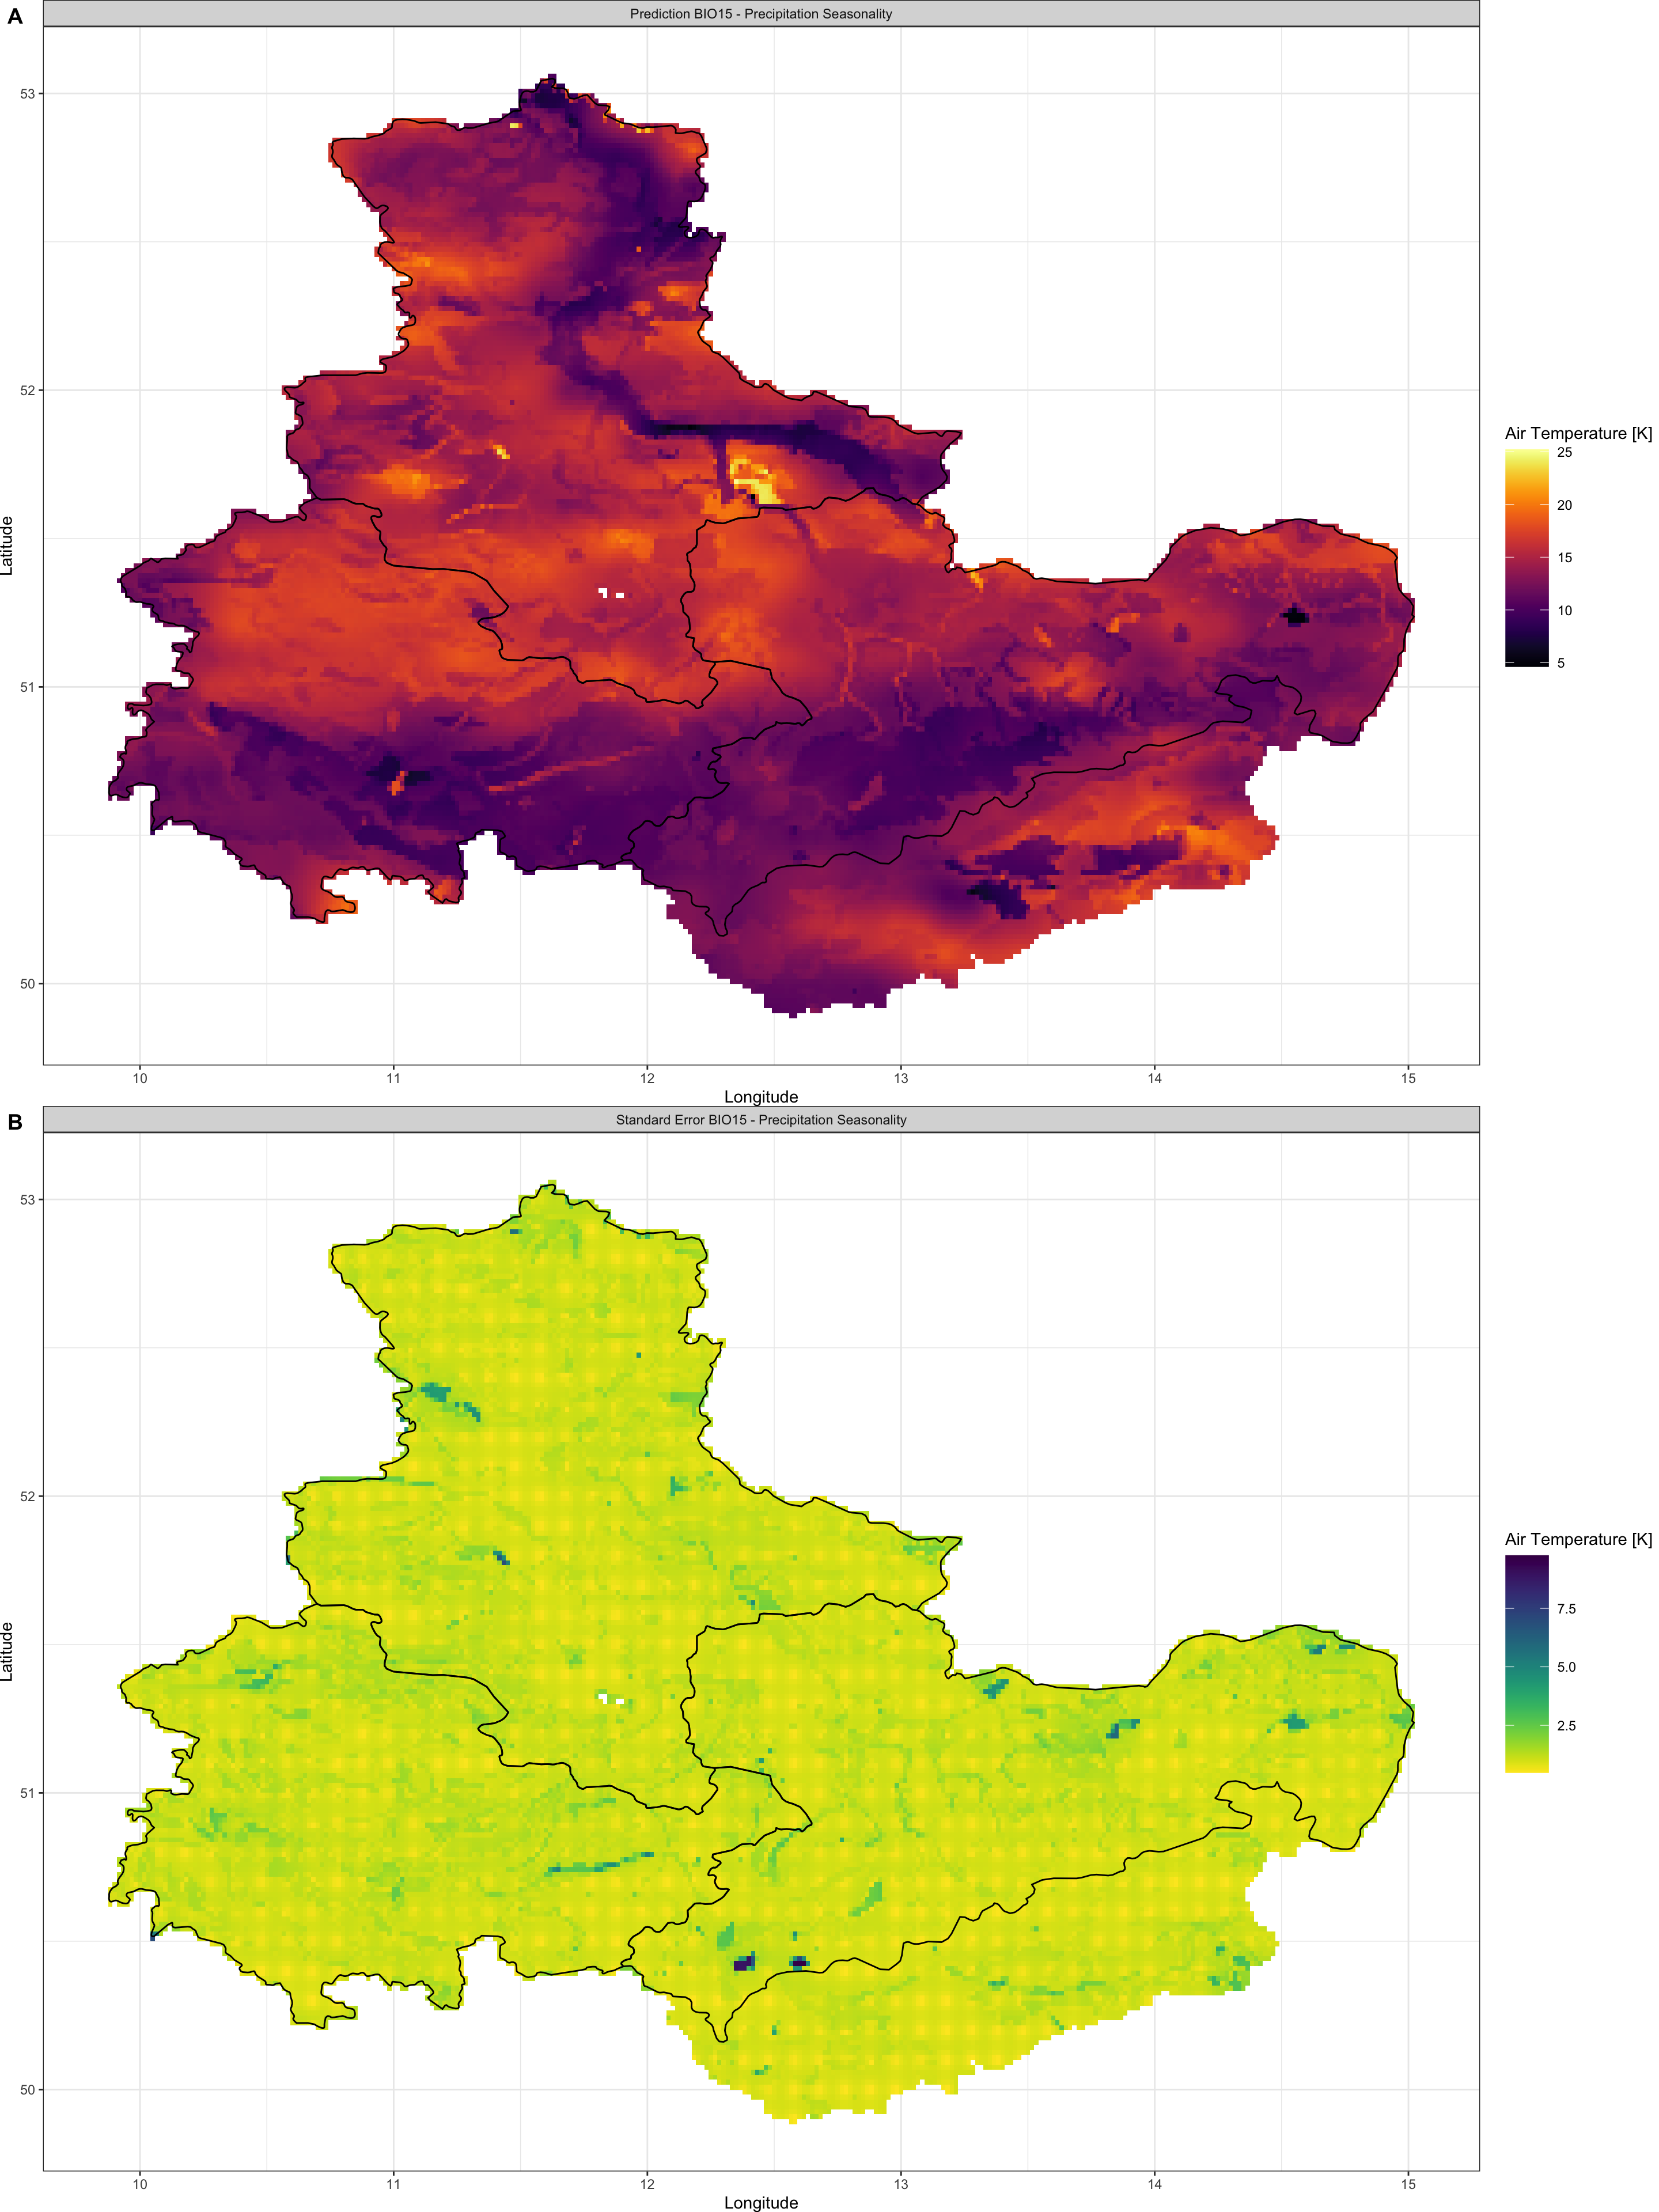 A
Prediction BIO15 - Precipitation Seasonality
53
52
51
50
Latitude
10 11 12 13 14 15
Longitude
Air Temperature [K]
25
20
15
10
5
B
Standard Error BIO15 - Precipitation Seasonality
53
52
51
50
Latitude
10 11 12 13 14 15
Longitude
Air Temperature [K]
7.5
5.0
2.5